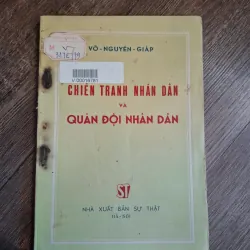 VÕ - NGUYÊN - GIÁP
V-D0016761
CHIẾN TRANH NHÂN DÂN
VÀ
QUÂN ĐỘI NHÂN DÂN
ST
NHÀ XUẤT BẢN SỰ THẬT
HÀ-NỘI